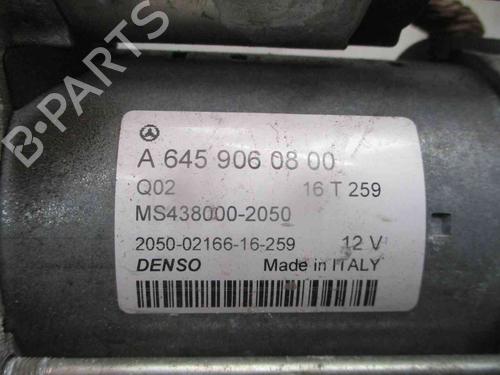 B-PARTS
A 645 906 08 00
Q02 16 T 259
MS438000-2050
2050-02166-16-259 12 V
DENSO Made in ITALY